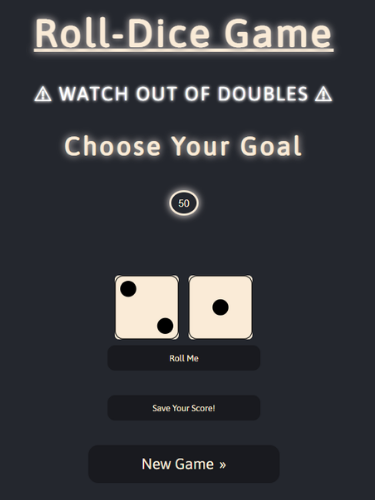 Roll-Dice Game
⚠ WATCH OUT OF DOUBLES ⚠
Choose Your Goal
50
Roll Me
Save Your Score!
New Game »